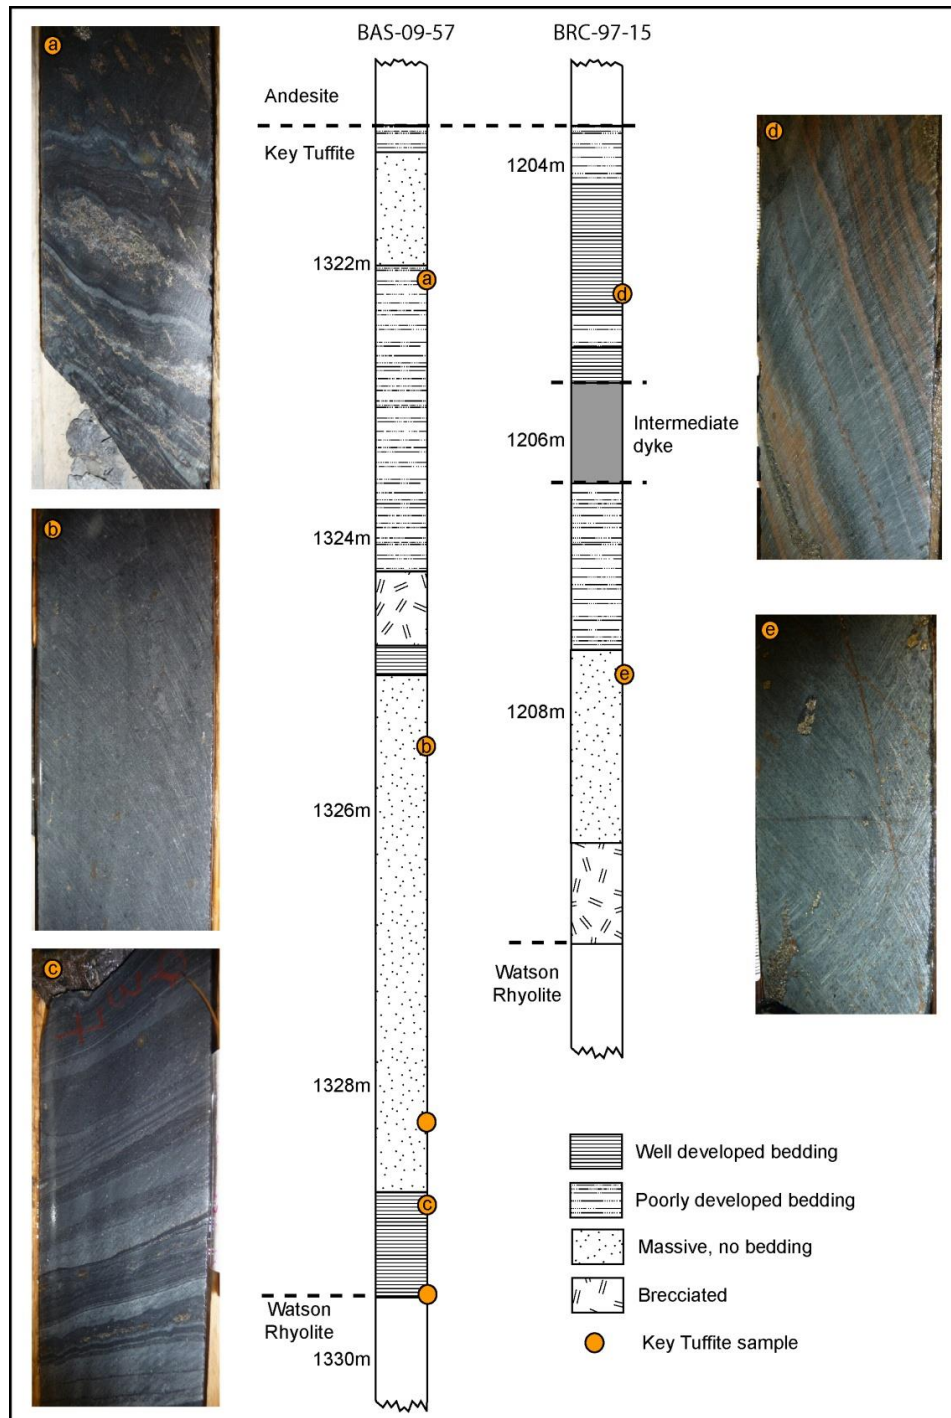 BAS-09-57
BRC-97-15
a
Andesite
Key Tuffite
1204m
d
1322m
a
d
1206m
Intermediate
dyke
b
1324m
e
e
1208m
b
1326m
c
Watson
Rhyolite
1328m
Well developed bedding
c
Poorly developed bedding
Massive, no bedding
Brecciated
Watson
Rhyolite
Key Tuffite sample
1330m